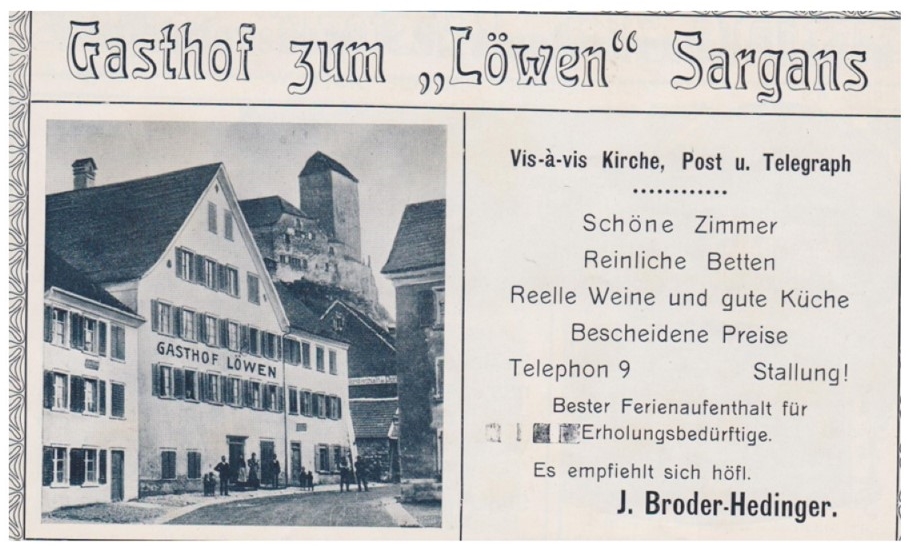 Gasthof zum „Löwen“ Sargans
GASTHOF LÖWEN
Vis-à-vis Kirche, Post u. Telegraph
Schöne Zimmer
Reinliche Betten
Reelle Weine und gute Küche
Bescheidene Preise
Telephon 9 Stallung!
Bester Ferienaufenthalt für
Erholungsbedürftige.
Es empfiehlt sich höfl.
J. Broder-Hedinger.